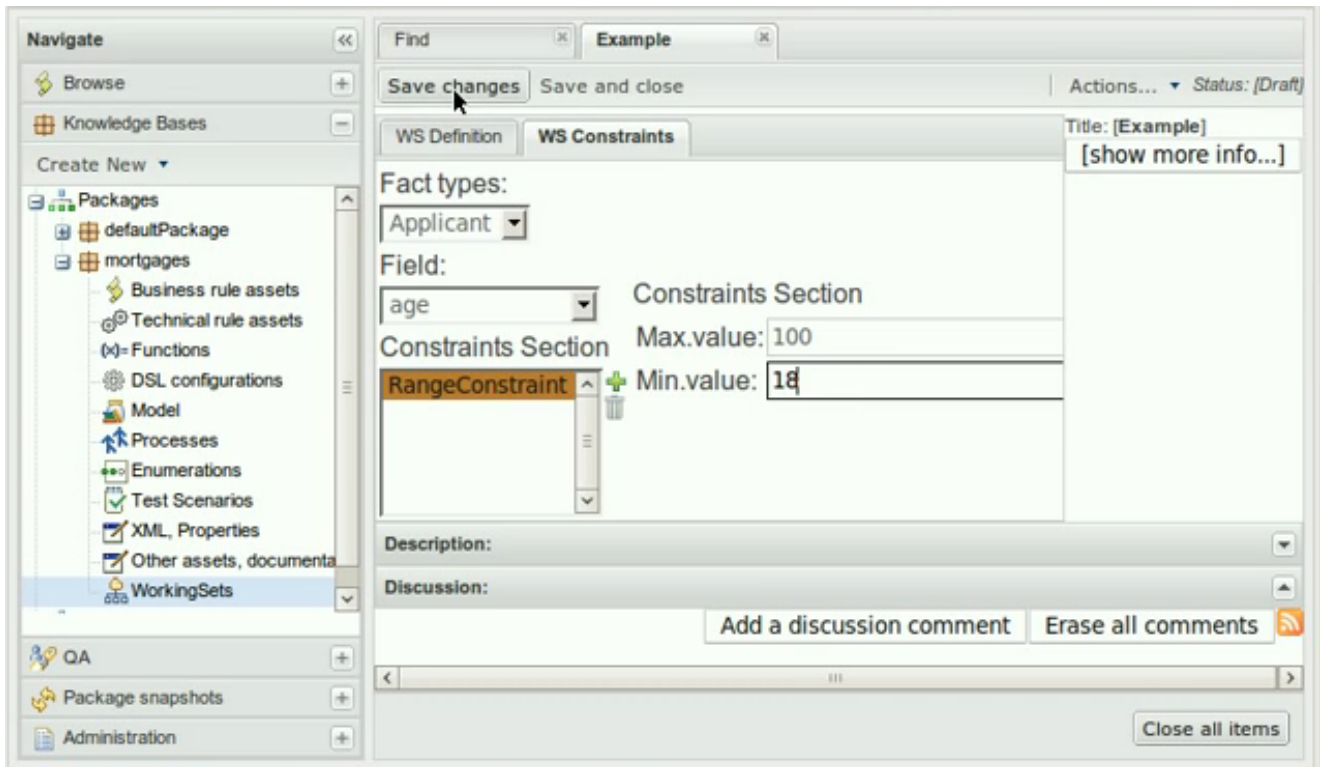 Navigate
Browse
Knowledge Bases
Create New
Packages
defaultPackage
mortgages
Business rule assets
Technical rule assets
(x)= Functions
DSL configurations
Model
Processes
Enumerations
Test Scenarios
XML, Properties
Other assets, documenta
WorkingSets
QA
Package snapshots
Administration
Find Example
Save changes Save and close Actions... Status: [Draft]
WS Definition WS Constraints
Title: [Example]
[show more info...]
Fact types:
Applicant
Field:
age
Constraints Section
RangeConstraint
Constraints Section
Max.value: 100
Min.value: 18
Description:
Discussion:
Add a discussion comment Erase all comments
Close all items